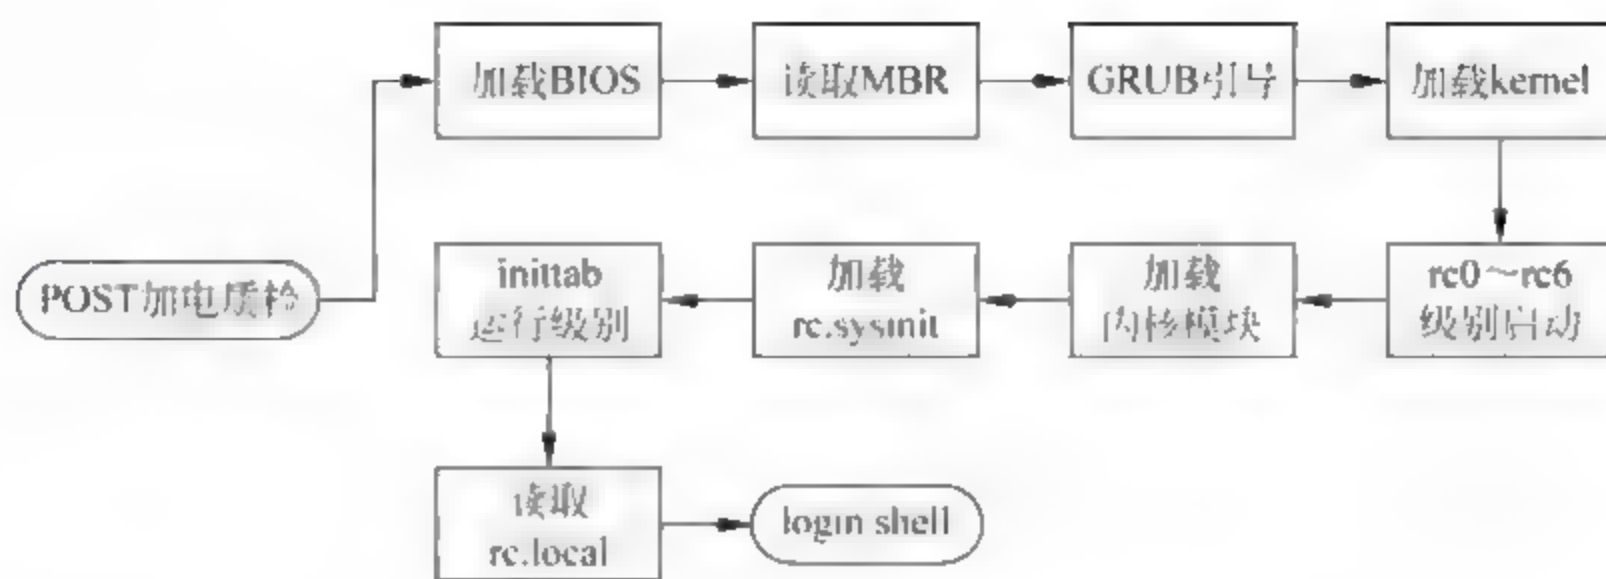 加载BIOS
读取MBR
GRUB引导
加载kernel
POST加电质检
inittab
运行级别
加载
rc.sysinit
加载
内核模块
rc0～rc6
级别启动
读取
rc.local
login shell